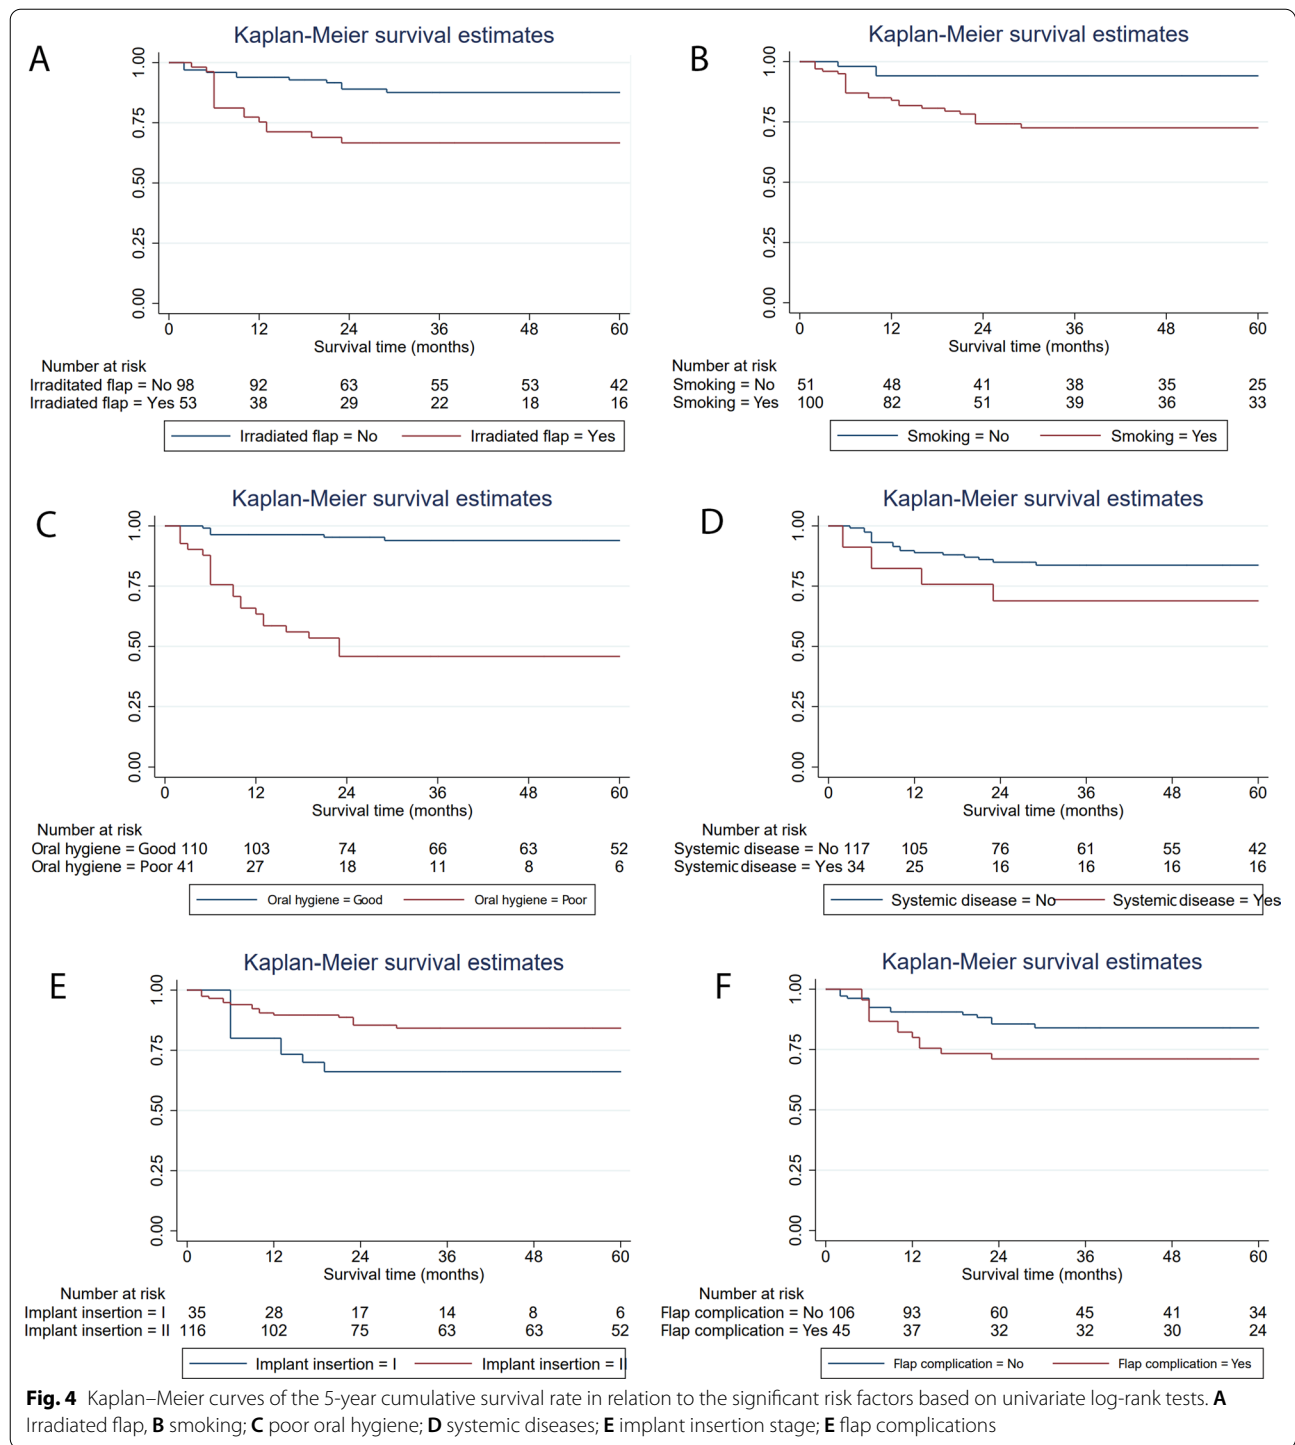 Kaplan-Meier survival estimates
A
1.00
0.75
0.50
0.25
0.00
0 12 24 36 48 60
Survival time (months)
Number at risk
Irraditated flap = No 98 92 63 55 53 42
Irradiated flap = Yes 53 38 29 22 18 16
Irradiated flap = No Irradiated flap = Yes
Kaplan-Meier survival estimates
B
1.00
0.75
0.50
0.25
0.00
0 12 24 36 48 60
Survival time (months)
Number at risk
Smoking = No 51 48 41 38 35 25
Smoking = Yes 100 82 51 39 36 33
Smoking = No Smoking = Yes
Kaplan-Meier survival estimates
C
1.00
0.75
0.50
0.25
0.00
0 12 24 36 48 60
Survival time (months)
Number at risk
Oral hygiene = Good 110 103 74 66 63 52
Oral hygiene = Poor 41 27 18 11 8 6
Oral hygiene = Good Oral hygiene = Poor
Kaplan-Meier survival estimates
D
1.00
0.75
0.50
0.25
0.00
0 12 24 36 48 60
Survival time (months)
Number at risk
Systemic disease = No 117 105 76 61 55 42
Systemic disease = Yes 34 25 16 16 16 16
Systemic disease = No Systemic disease = Yes
Kaplan-Meier survival estimates
E
1.00
0.75
0.50
0.25
0.00
0 12 24 36 48 60
Survival time (months)
Number at risk
Implant insertion = I 35 28 17 14 8 6
Implant insertion = II 116 102 75 63 63 52
Implant insertion = I Implant insertion = II
Kaplan-Meier survival estimates
F
1.00
0.75
0.50
0.25
0.00
0 12 24 36 48 60
Survival time (months)
Number at risk
Flap complication = No 106 93 60 45 41 34
Flap complication = Yes 45 37 32 32 30 24
Flap complication = No Flap complication = Yes
Fig. 4 Kaplan–Meier curves of the 5-year cumulative survival rate in relation to the significant risk factors based on univariate log-rank tests. A
Irradiated flap, B smoking; C poor oral hygiene; D systemic diseases; E implant insertion stage; E flap complications